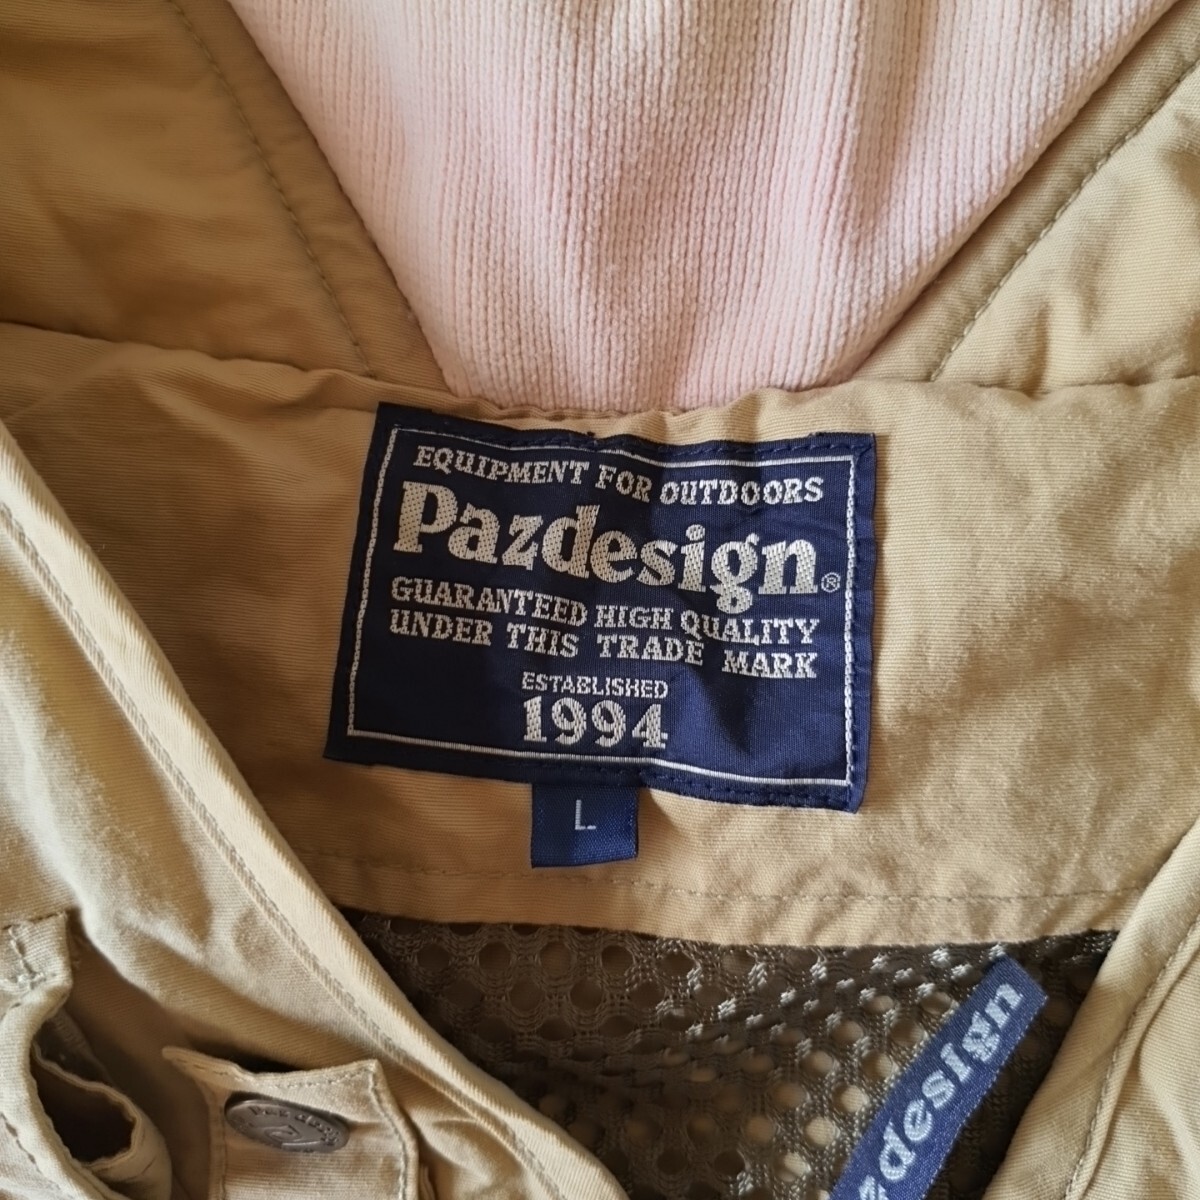 EQUIPMENT FOR OUTDOORS
Pazdesign®
GUARANTEED HIGH QUALITY
UNDER THIS TRADE MARK
ESTABLISHED
1994
L
zdesign